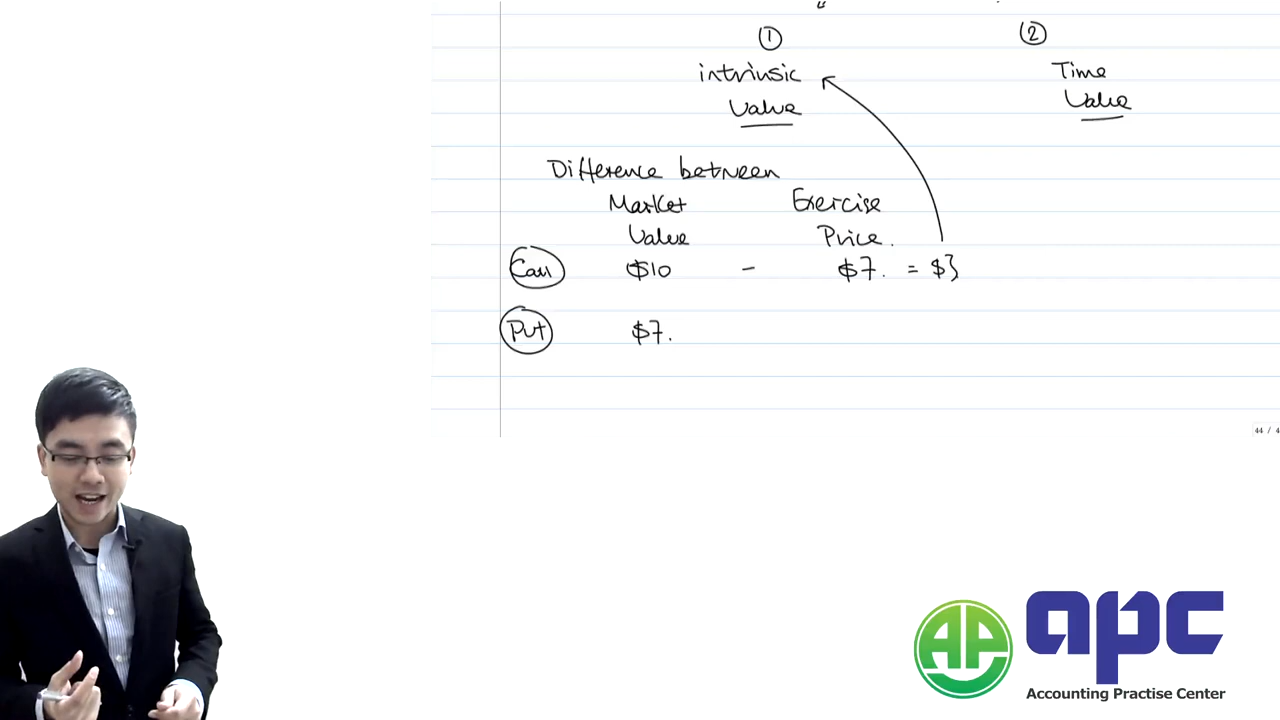 ①
intrinsic
Value
②
Time
Value
Difference between
Market
Value
Exercise
Price.
Call $10 - $7. = $3
Put $7.
44 / 4
AP
apc
Accounting Practise Center